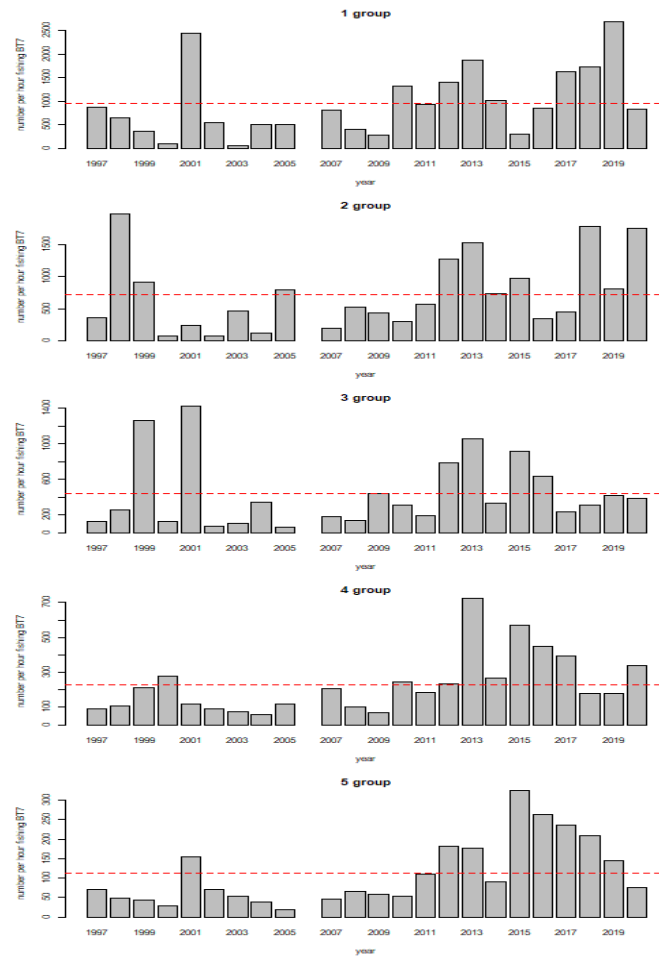 1 group
number per hour fishing BT7
0 500 1000 1500 2000 2500
1997 1999 2001 2003 2005 2007 2009 2011 2013 2015 2017 2019
year
2 group
number per hour fishing BT7
0 500 1000 1500
1997 1999 2001 2003 2005 2007 2009 2011 2013 2015 2017 2019
year
3 group
number per hour fishing BT7
0 200 600 1000 1400
1997 1999 2001 2003 2005 2007 2009 2011 2013 2015 2017 2019
year
4 group
number per hour fishing BT7
0 100 300 500 700
1997 1999 2001 2003 2005 2007 2009 2011 2013 2015 2017 2019
year
5 group
number per hour fishing BT7
0 50 100 150 200 250 300
1997 1999 2001 2003 2005 2007 2009 2011 2013 2015 2017 2019
year